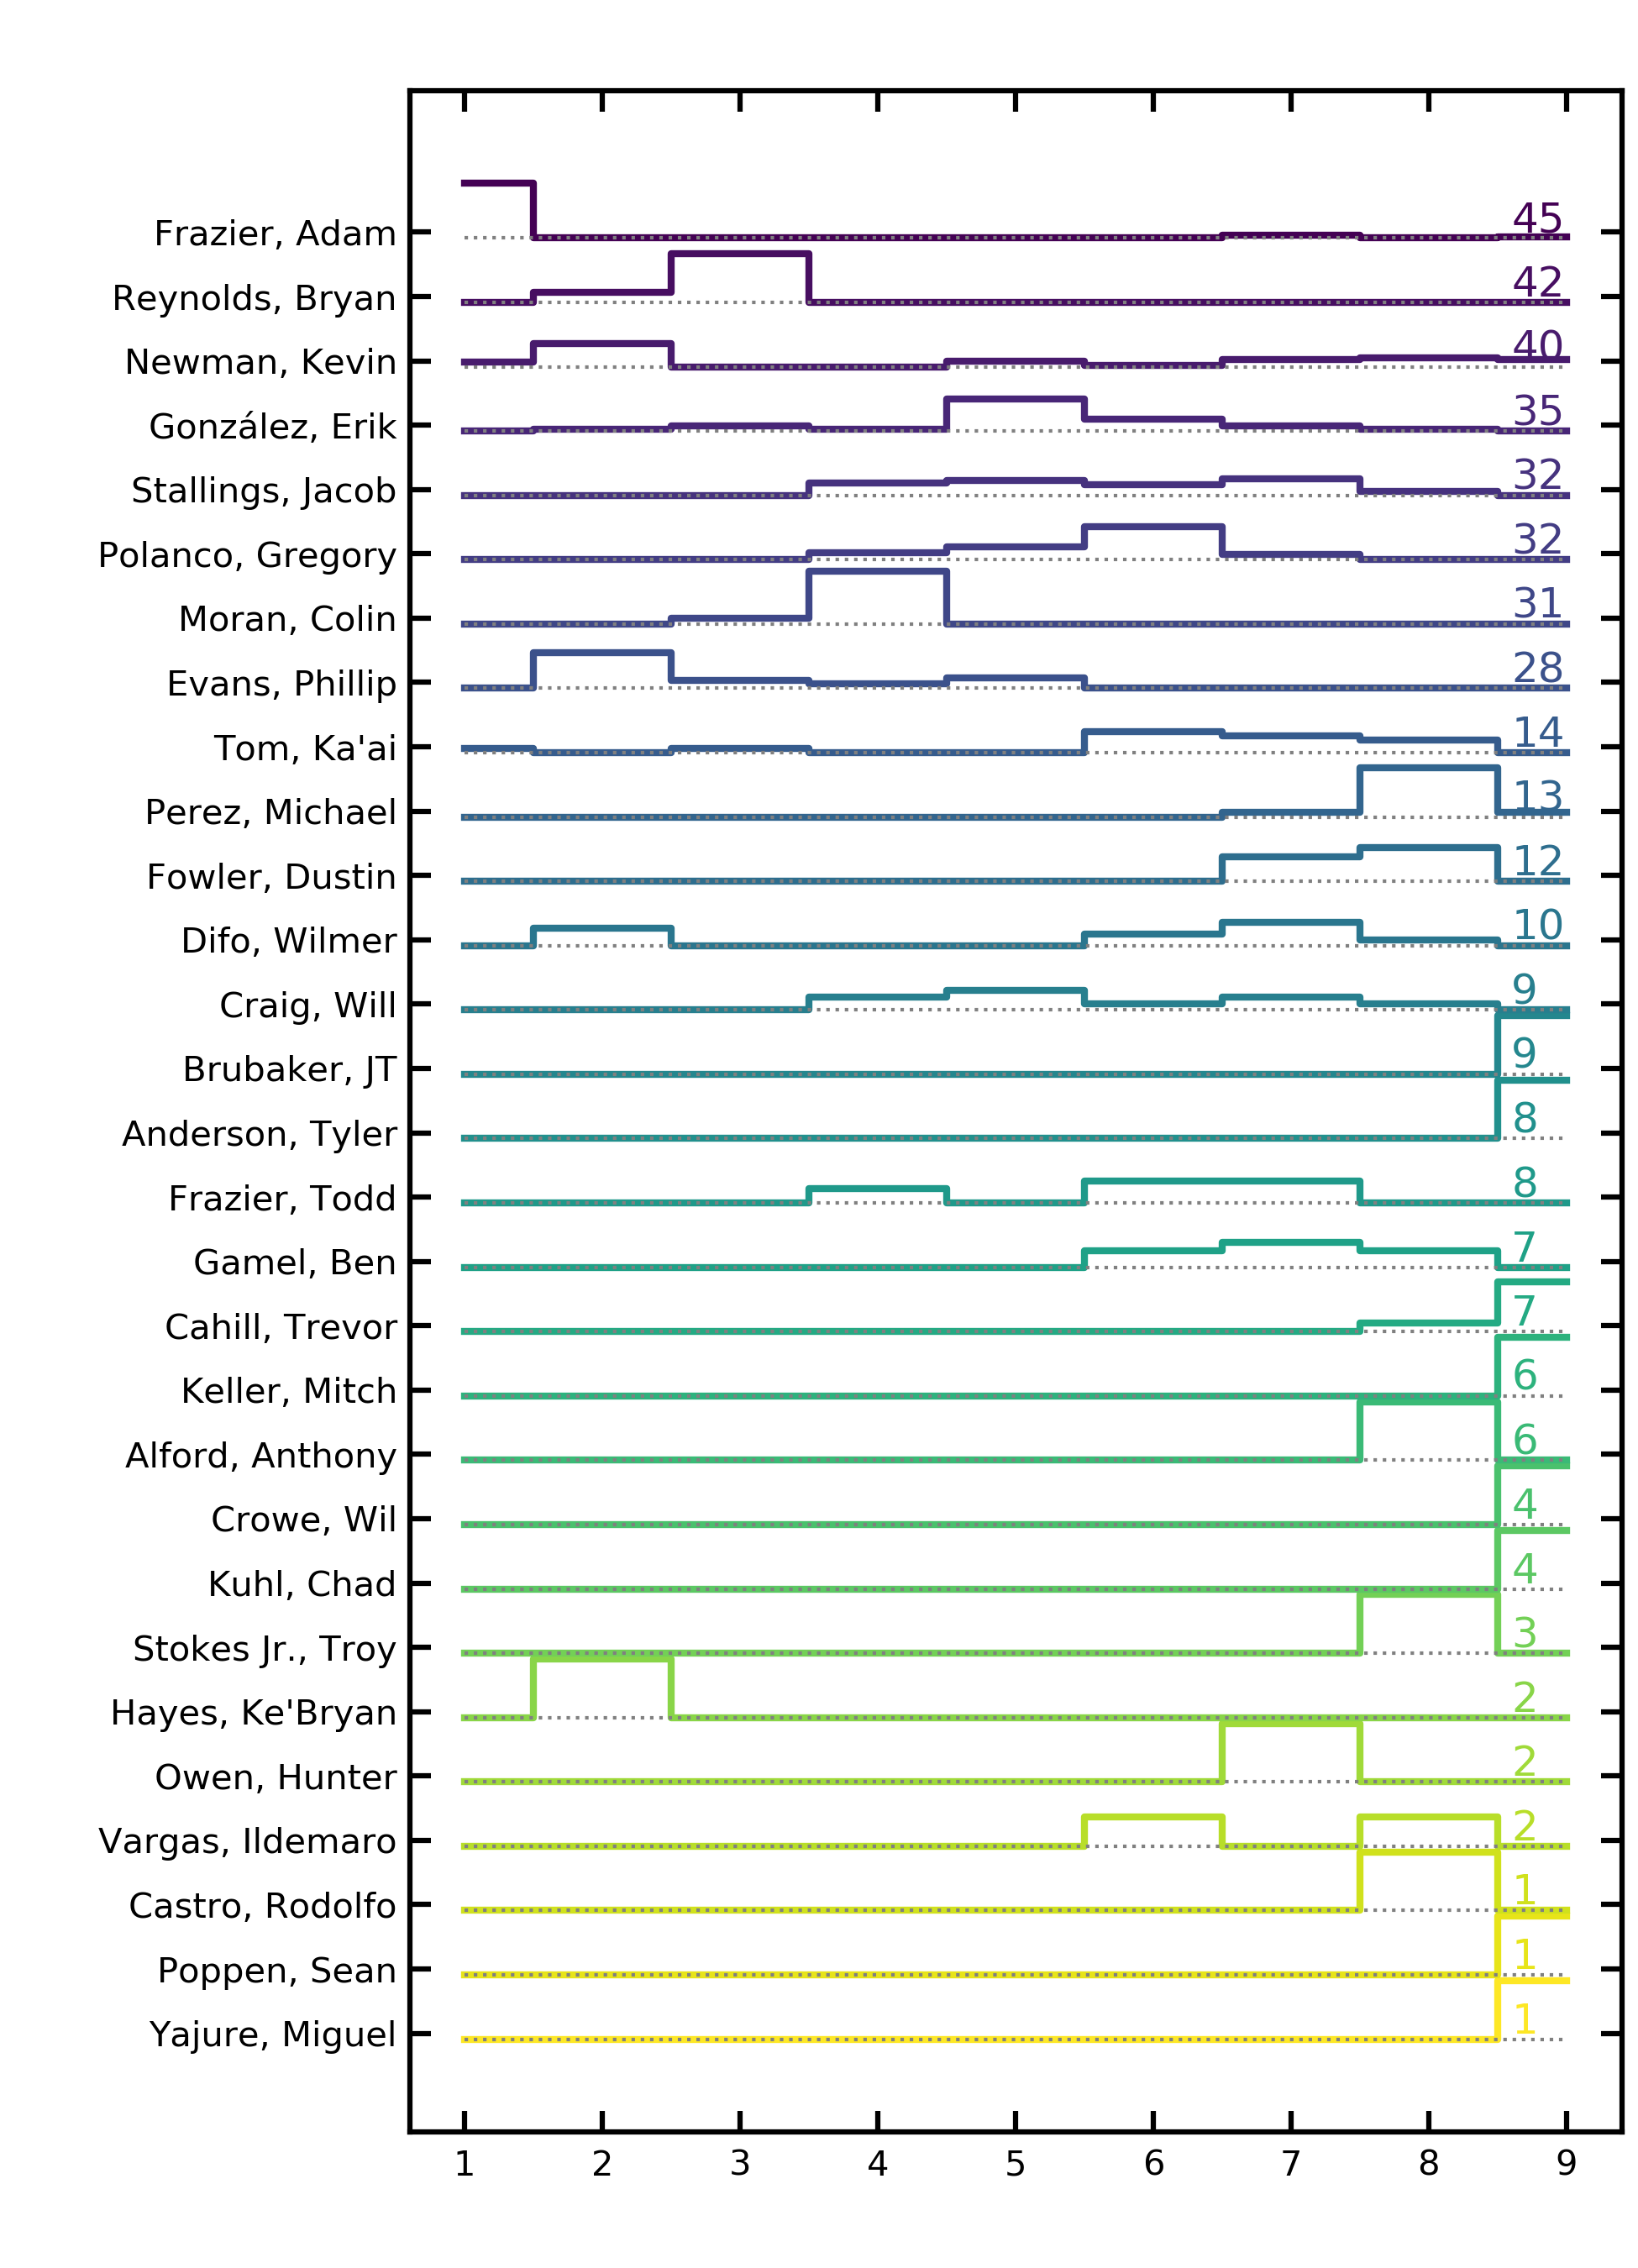 Frazier, Adam 45
Reynolds, Bryan 42
Newman, Kevin 40
González, Erik 35
Stallings, Jacob 32
Polanco, Gregory 32
Moran, Colin 31
Evans, Phillip 28
Tom, Ka'ai 14
Perez, Michael 13
Fowler, Dustin 12
Difo, Wilmer 10
Craig, Will 9
Brubaker, JT 9
Anderson, Tyler 8
Frazier, Todd 8
Gamel, Ben 7
Cahill, Trevor 7
Keller, Mitch 6
Alford, Anthony 6
Crowe, Wil 4
Kuhl, Chad 4
Stokes Jr., Troy 3
Hayes, Ke'Bryan 2
Owen, Hunter 2
Vargas, Ildemaro 2
Castro, Rodolfo 1
Poppen, Sean 1
Yajure, Miguel 1
1 2 3 4 5 6 7 8 9